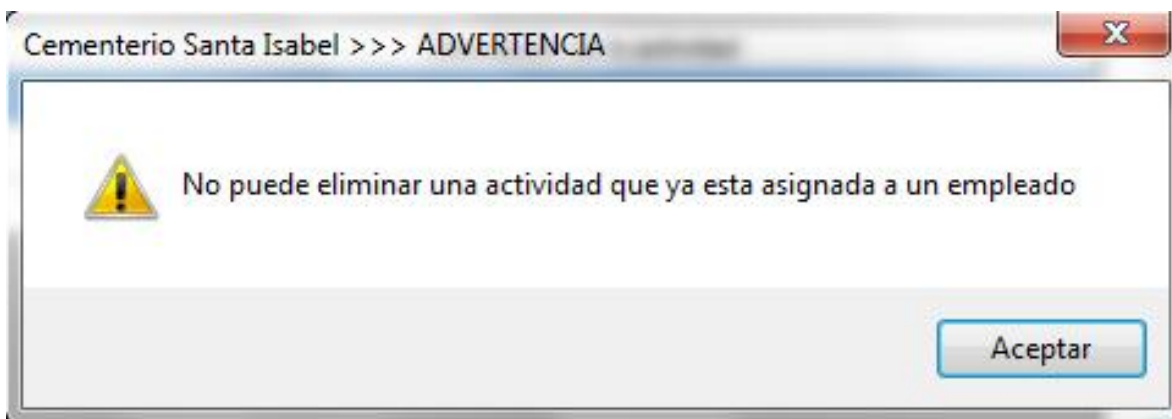 Cementerio Santa Isabel >>> ADVERTENCIA
No puede eliminar una actividad que ya esta asignada a un empleado
Aceptar